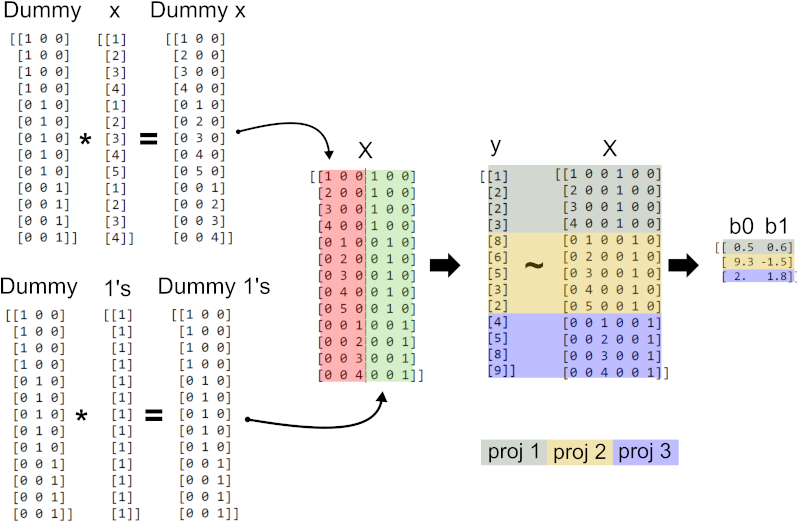 Dummy x Dummy x
[[1 0 0] [[1] [[1 0 0]
[1 0 0] [2] [2 0 0]
[1 0 0] [3] [3 0 0]
[1 0 0] [4] [4 0 0]
[0 1 0] [1] [0 1 0]
[0 1 0] [2] [0 2 0]
[0 1 0] * [3] = [0 3 0]
[0 1 0] [4] [0 4 0]
[0 1 0] [5] [0 5 0]
[0 0 1] [1] [0 0 1]
[0 0 1] [2] [0 0 2]
[0 0 1] [3] [0 0 3]
[0 0 1]] [4]] [0 0 4]]
Dummy 1's Dummy 1's
[[1 0 0] [[1] [[1 0 0]
[1 0 0] [1] [1 0 0]
[1 0 0] [1] [1 0 0]
[1 0 0] [1] [1 0 0]
[0 1 0] [1] [0 1 0]
[0 1 0] [1] [0 1 0]
[0 1 0] * [1] = [0 1 0]
[0 1 0] [1] [0 1 0]
[0 1 0] [1] [0 1 0]
[0 0 1] [1] [0 0 1]
[0 0 1] [1] [0 0 1]
[0 0 1] [1] [0 0 1]
[0 0 1]] [1]] [0 0 1]]
X
[[1 0 0 1 0 0]
[2 0 0 1 0 0]
[3 0 0 1 0 0]
[4 0 0 1 0 0]
[0 1 0 0 1 0]
[0 2 0 0 1 0]
[0 3 0 0 1 0]
[0 4 0 0 1 0]
[0 5 0 0 1 0]
[0 0 1 0 0 1]
[0 0 2 0 0 1]
[0 0 3 0 0 1]
[0 0 4 0 0 1]]
y X
[[1] [[1 0 0 1 0 0]
[2] [2 0 0 1 0 0]
[2] [3 0 0 1 0 0]
[3] [4 0 0 1 0 0]
[8] [0 1 0 0 1 0]
[6] [0 2 0 0 1 0]
[5] ~ [0 3 0 0 1 0]
[3] [0 4 0 0 1 0]
[2] [0 5 0 0 1 0]
[4] [0 0 1 0 0 1]
[5] [0 0 2 0 0 1]
[8] [0 0 3 0 0 1]
[9]] [0 0 4 0 0 1]]
b0 b1
[[ 0.5 0.6]
[ 9.3 -1.5]
[ 2. 1.8]]
proj 1 proj 2 proj 3